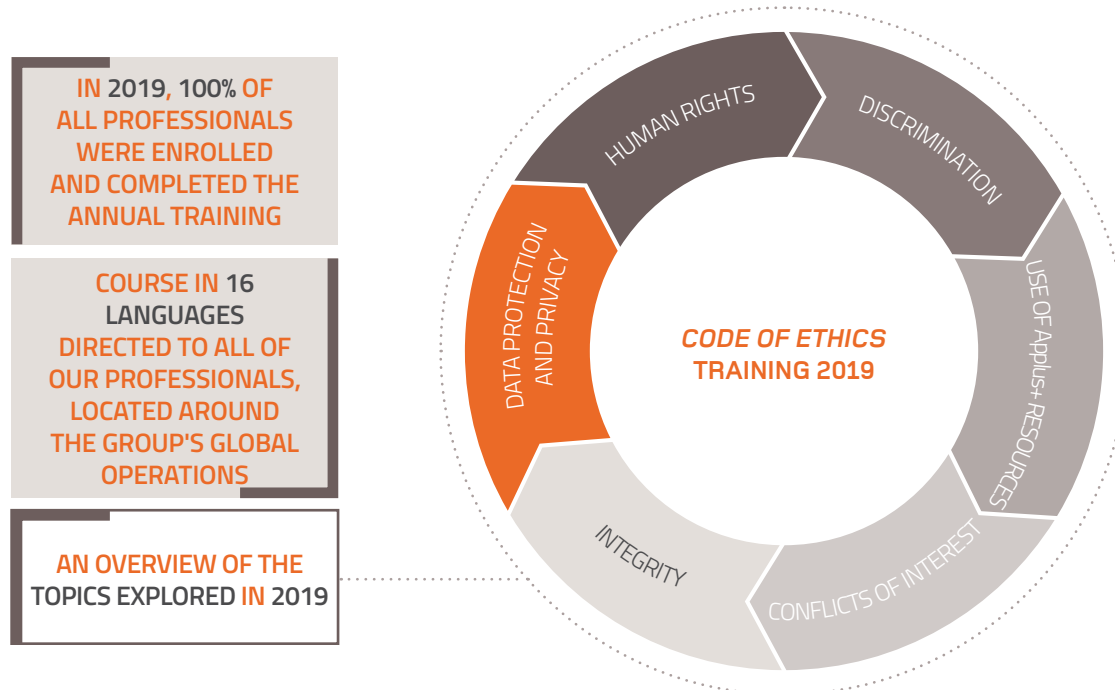 IN 2019, 100% OF
ALL PROFESSIONALS
WERE ENROLLED
AND COMPLETED THE
ANNUAL TRAINING
COURSE IN 16
LANGUAGES
DIRECTED TO ALL OF
OUR PROFESSIONALS,
LOCATED AROUND
THE GROUP'S GLOBAL
OPERATIONS
AN OVERVIEW OF THE
TOPICS EXPLORED IN 2019
HUMAN RIGHTS
DISCRIMINATION
USE OF Applus+ RESOURCES
CONFLICTS OF INTEREST
INTEGRITY
DATA PROTECTION
AND PRIVACY
CODE OF ETHICS
TRAINING 2019